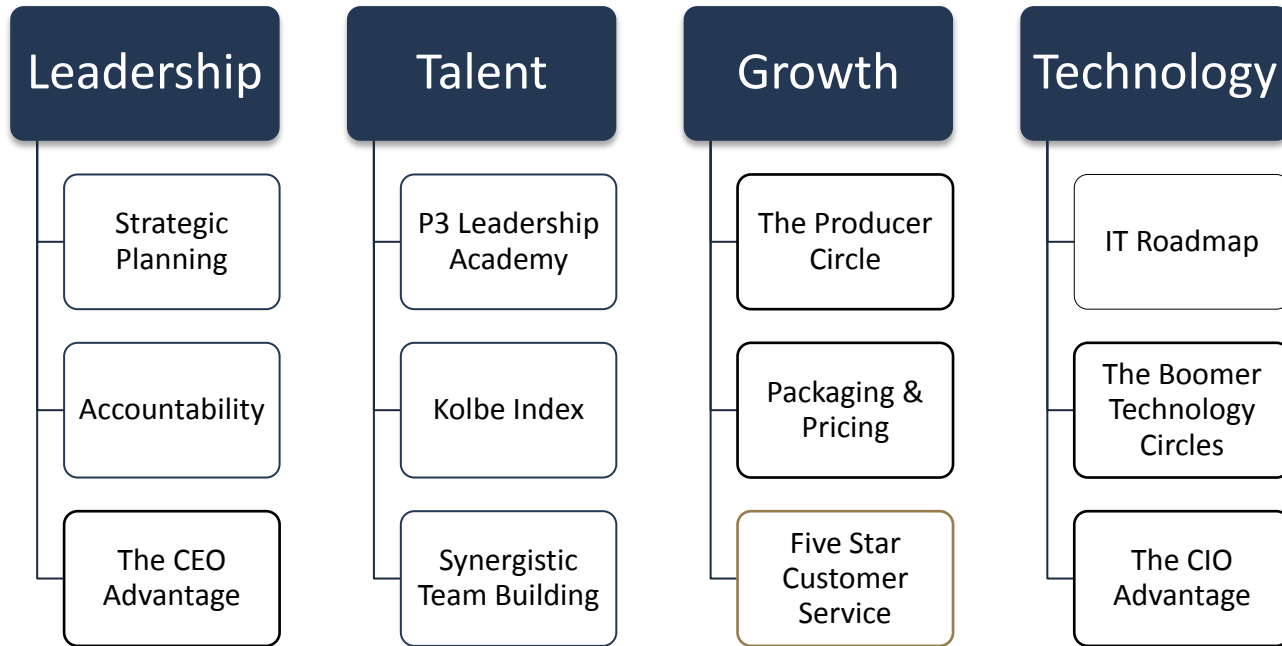 Leadership
Strategic
Planning
Accountability
The CEO
Advantage
Talent
P3 Leadership
Academy
Kolbe Index
Synergistic
Team Building
Growth
The Producer
Circle
Packaging &
Pricing
Five Star
Customer
Service
Technology
IT Roadmap
The Boomer
Technology
Circles
The CIO
Advantage